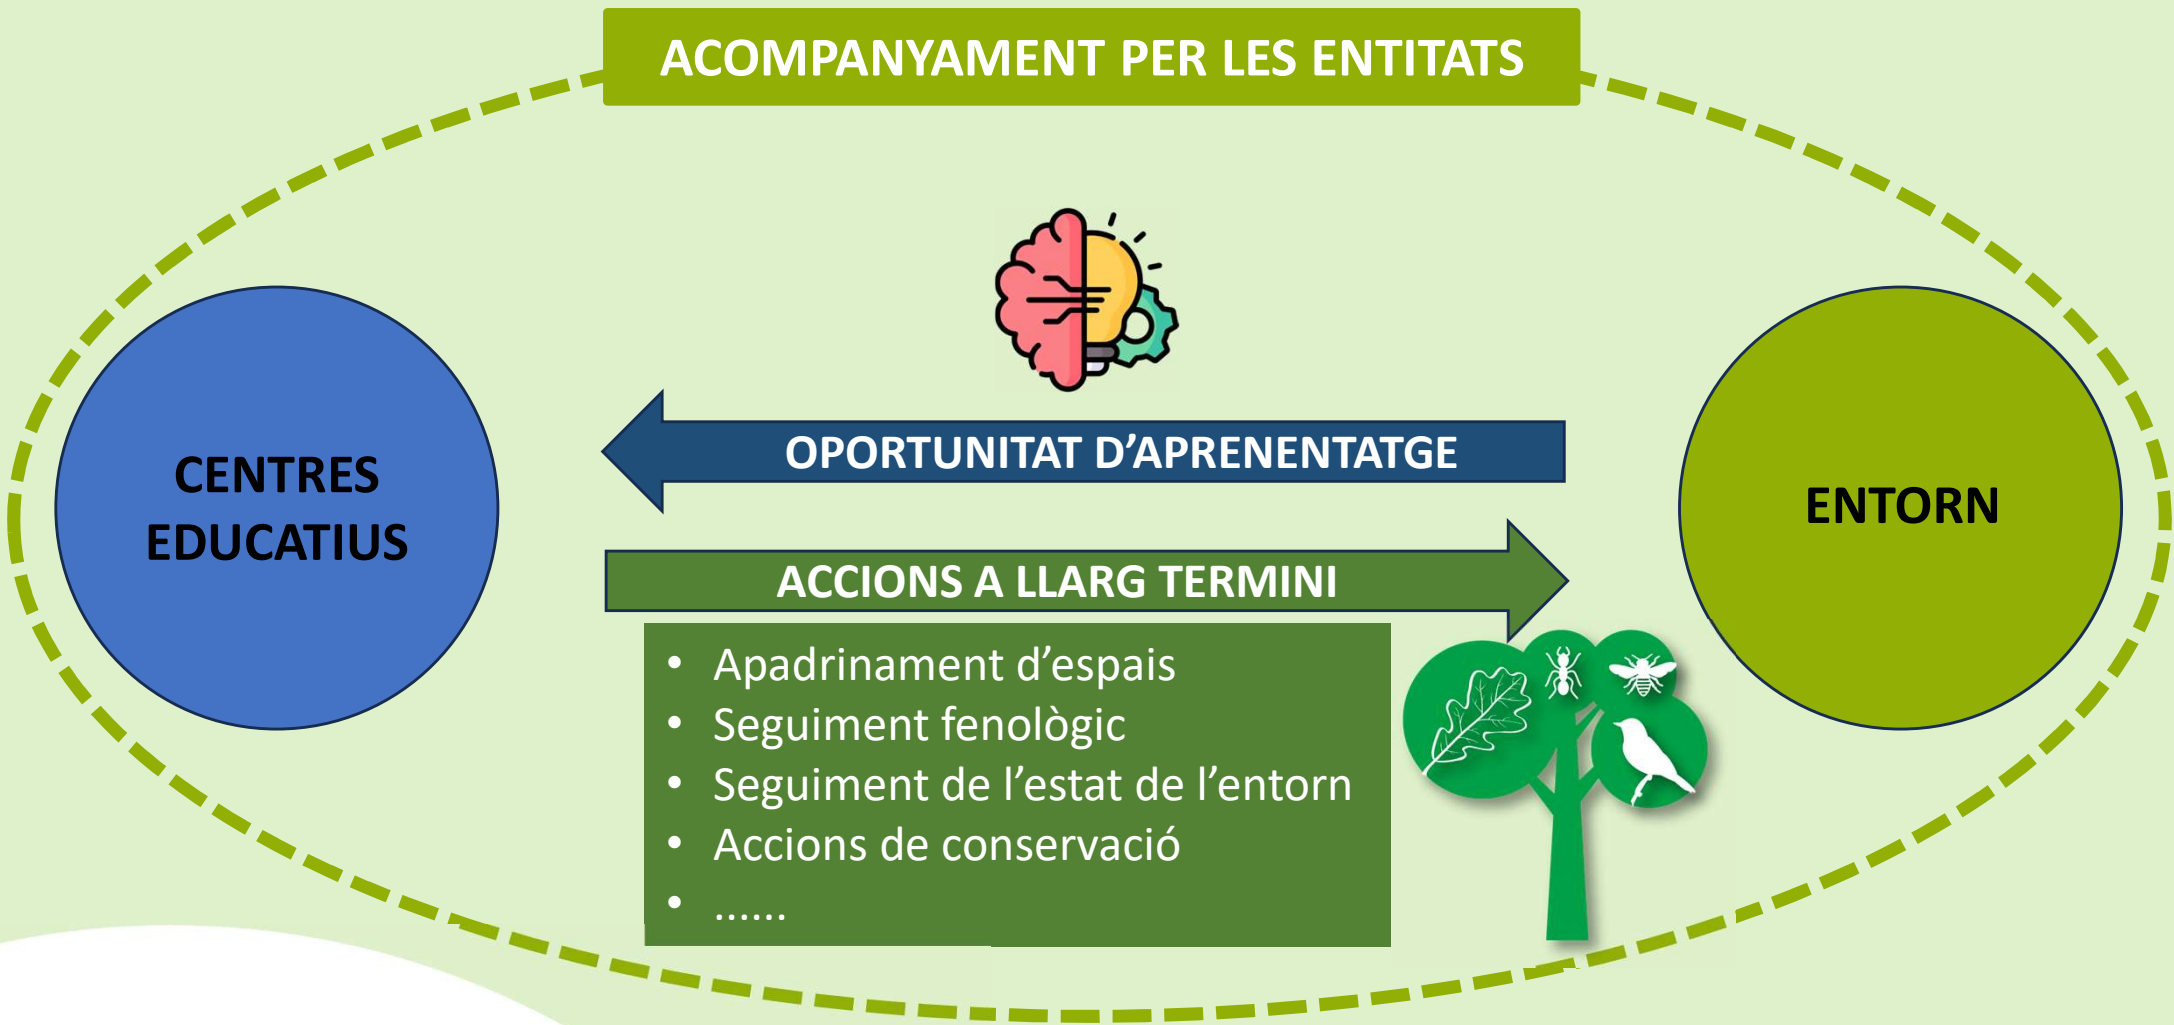 ACOMPANYAMENT PER LES ENTITATS
CENTRES
EDUCATIUS
OPORTUNITAT D’APRENENTATGE
ENTORN
ACCIONS A LLARG TERMINI
• Apadrinament d’espais
• Seguiment fenològic
• Seguiment de l’estat de l’entorn
• Accions de conservació
• ......